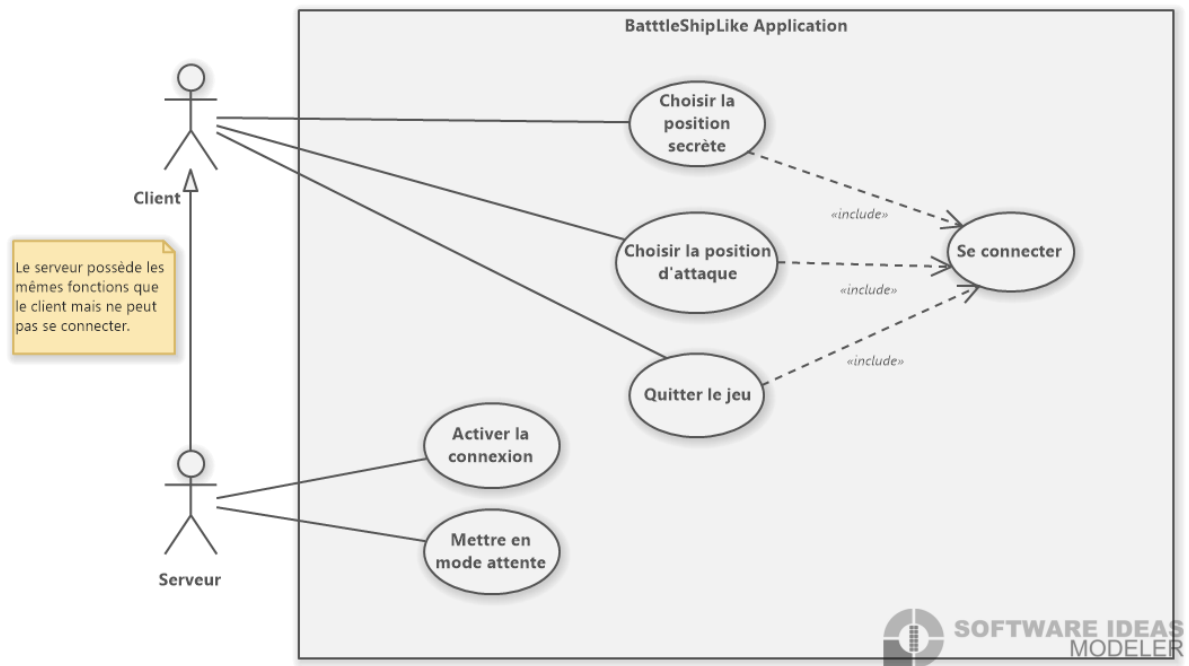 BatttleShipLike Application
Choisir la
position
secrète
Client
«include»
Le serveur possède les
mêmes fonctions que
le client mais ne peut
pas se connecter.
Choisir la position
d'attaque
Se connecter
«include»
«include»
Quitter le jeu
Activer la
connexion
Mettre en
mode attente
Serveur
SOFTWARE IDEAS
MODELER